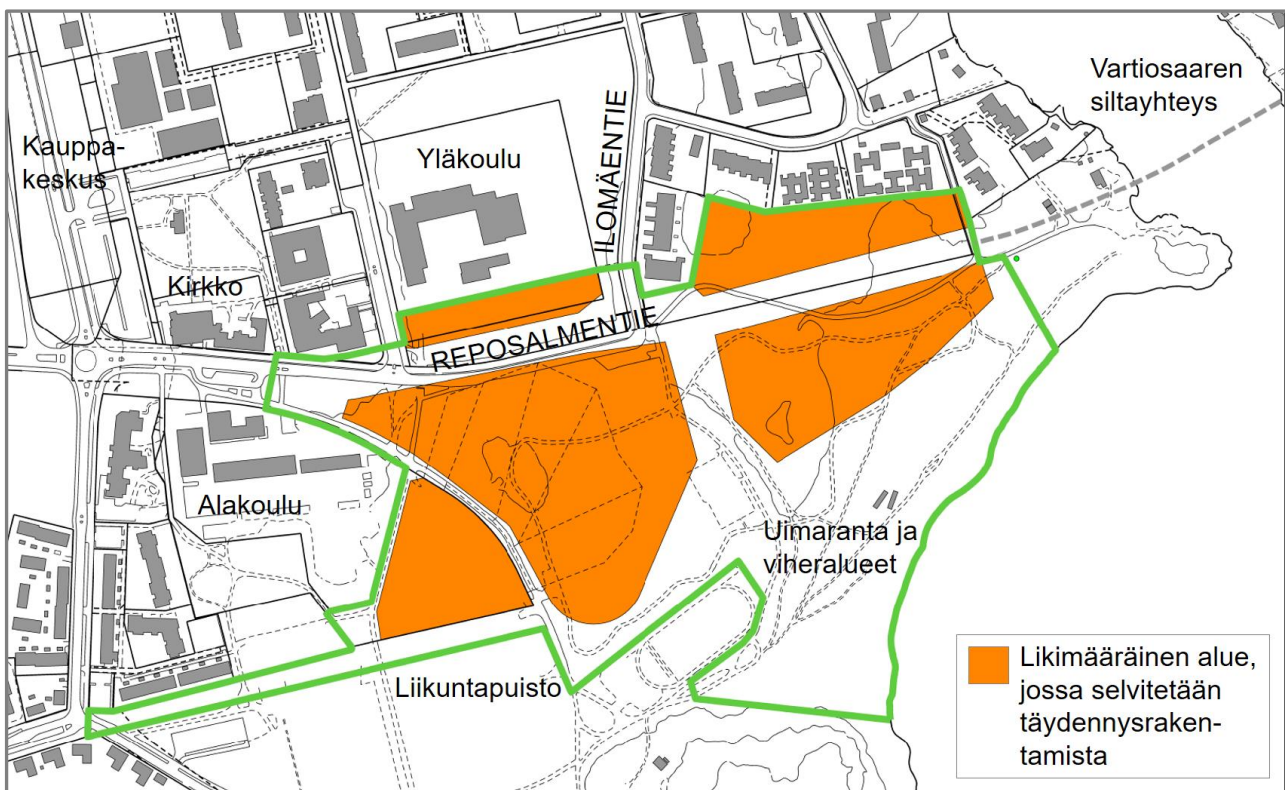 Vartiosaaren
siltayhteys
Kauppa-
keskus
Yläkoulu
ILOMÄENTIE
Kirkko
REPOSALMENTIE
Alakoulu
Uimaranta ja
viheralueet
Liikuntapuisto
Likimääräinen alue,
jossa selvitetään
täydennysraken-
tamista